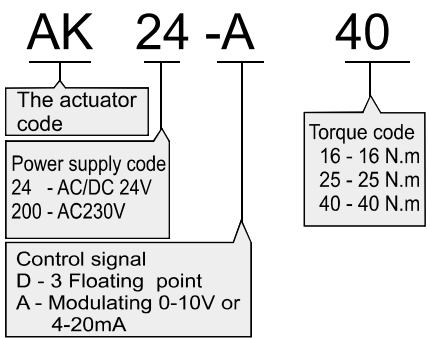 AK 24 -A 40
The actuator
code
Power supply code
24 - AC/DC 24V
200 - AC230V
Control signal
D - 3 Floating point
A - Modulating 0-10V or
4-20mA
Torque code
16 - 16 N.m
25 - 25 N.m
40 - 40 N.m